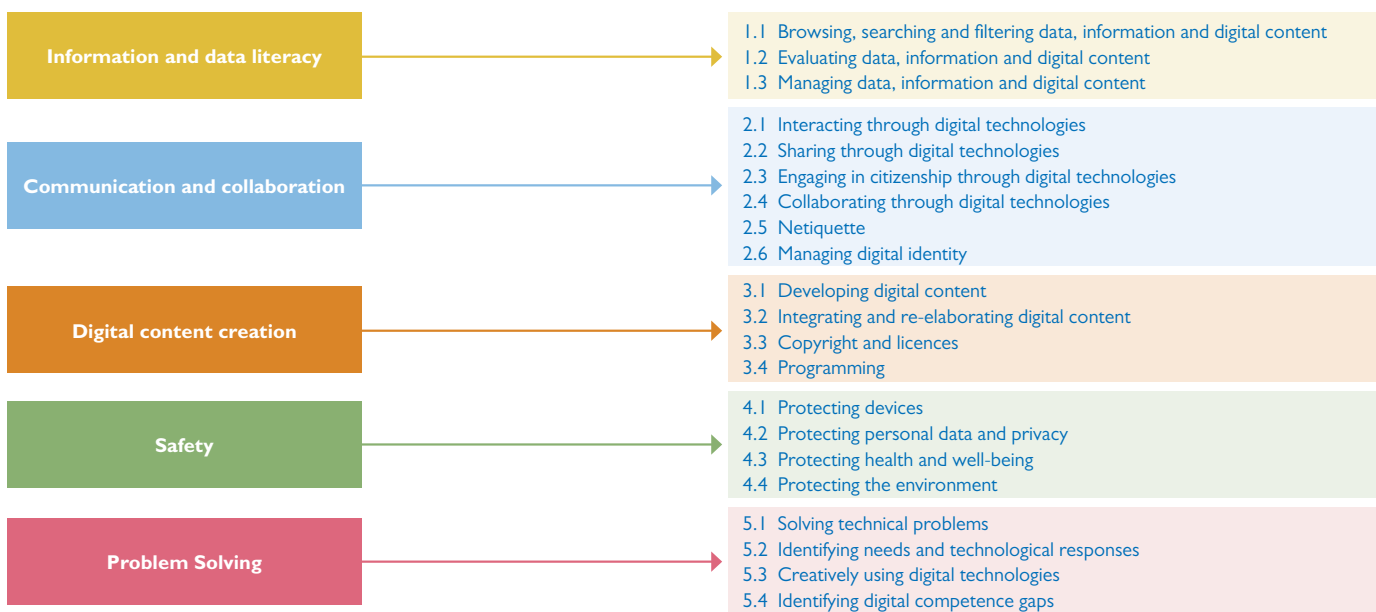 Information and data literacy
1.1 Browsing, searching and filtering data, information and digital content
1.2 Evaluating data, information and digital content
1.3 Managing data, information and digital content
Communication and collaboration
2.1 Interacting through digital technologies
2.2 Sharing through digital technologies
2.3 Engaging in citizenship through digital technologies
2.4 Collaborating through digital technologies
2.5 Netiquette
2.6 Managing digital identity
Digital content creation
3.1 Developing digital content
3.2 Integrating and re-elaborating digital content
3.3 Copyright and licences
3.4 Programming
Safety
4.1 Protecting devices
4.2 Protecting personal data and privacy
4.3 Protecting health and well-being
4.4 Protecting the environment
Problem Solving
5.1 Solving technical problems
5.2 Identifying needs and technological responses
5.3 Creatively using digital technologies
5.4 Identifying digital competence gaps